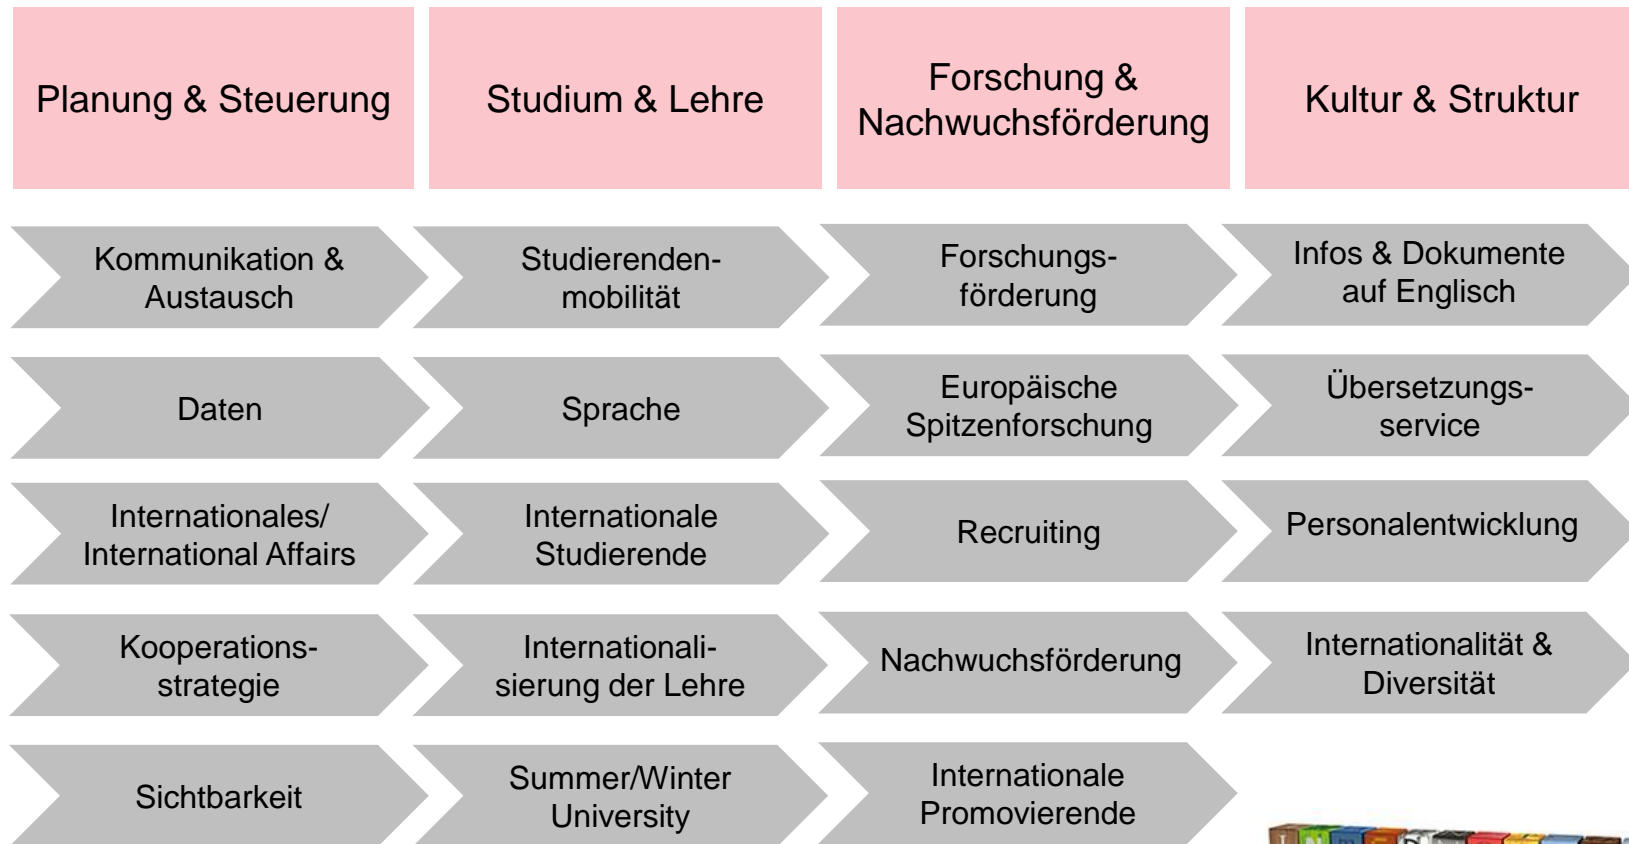 Planung & Steuerung
Studium & Lehre
Forschung &
Nachwuchsförderung
Kultur & Struktur
Kommunikation &
Austausch
Studierenden-
mobilität
Forschungs-
förderung
Infos & Dokumente
auf Englisch
Daten
Sprache
Europäische
Spitzenforschung
Übersetzungs-
service
Internationales/
International Affairs
Internationale
Studierende
Recruiting
Personalentwicklung
Kooperations-
strategie
Internationali-
sierung der Lehre
Nachwuchsförderung
Internationalität &
Diversität
Sichtbarkeit
Summer/Winter
University
Internationale
Promovierende